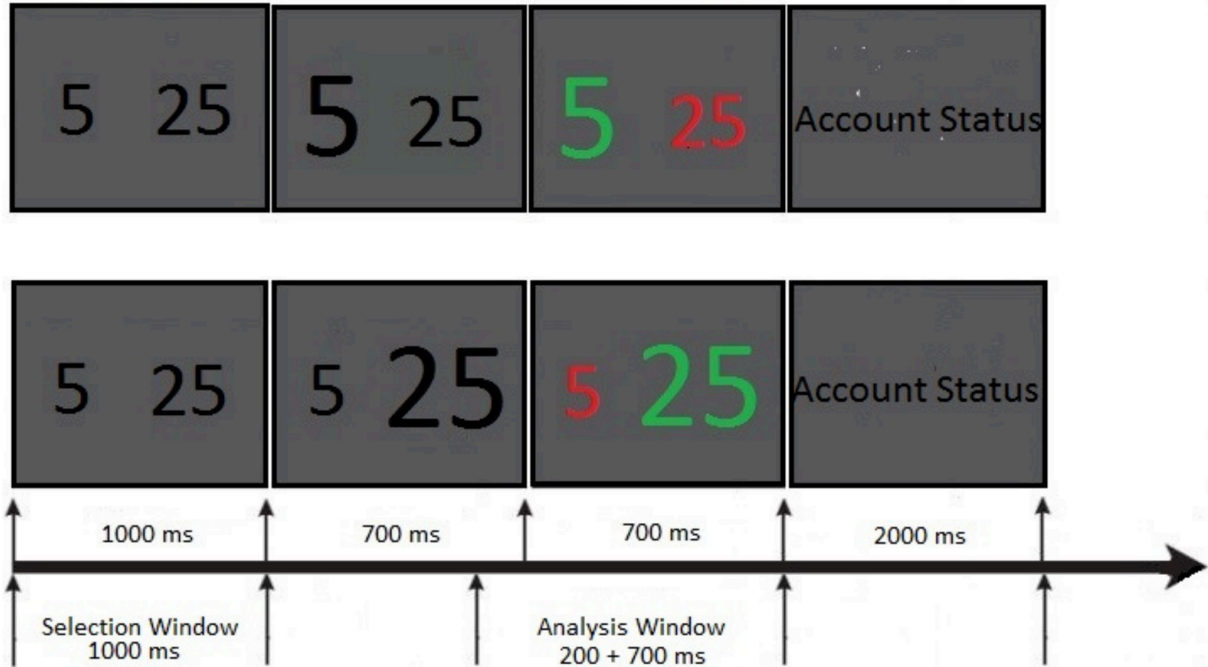 5 25 5 25 5 25 Account Status
5 25 5 25 5 25 Account Status
1000 ms 700 ms 700 ms 2000 ms
Selection Window Analysis Window
1000 ms 200 + 700 ms